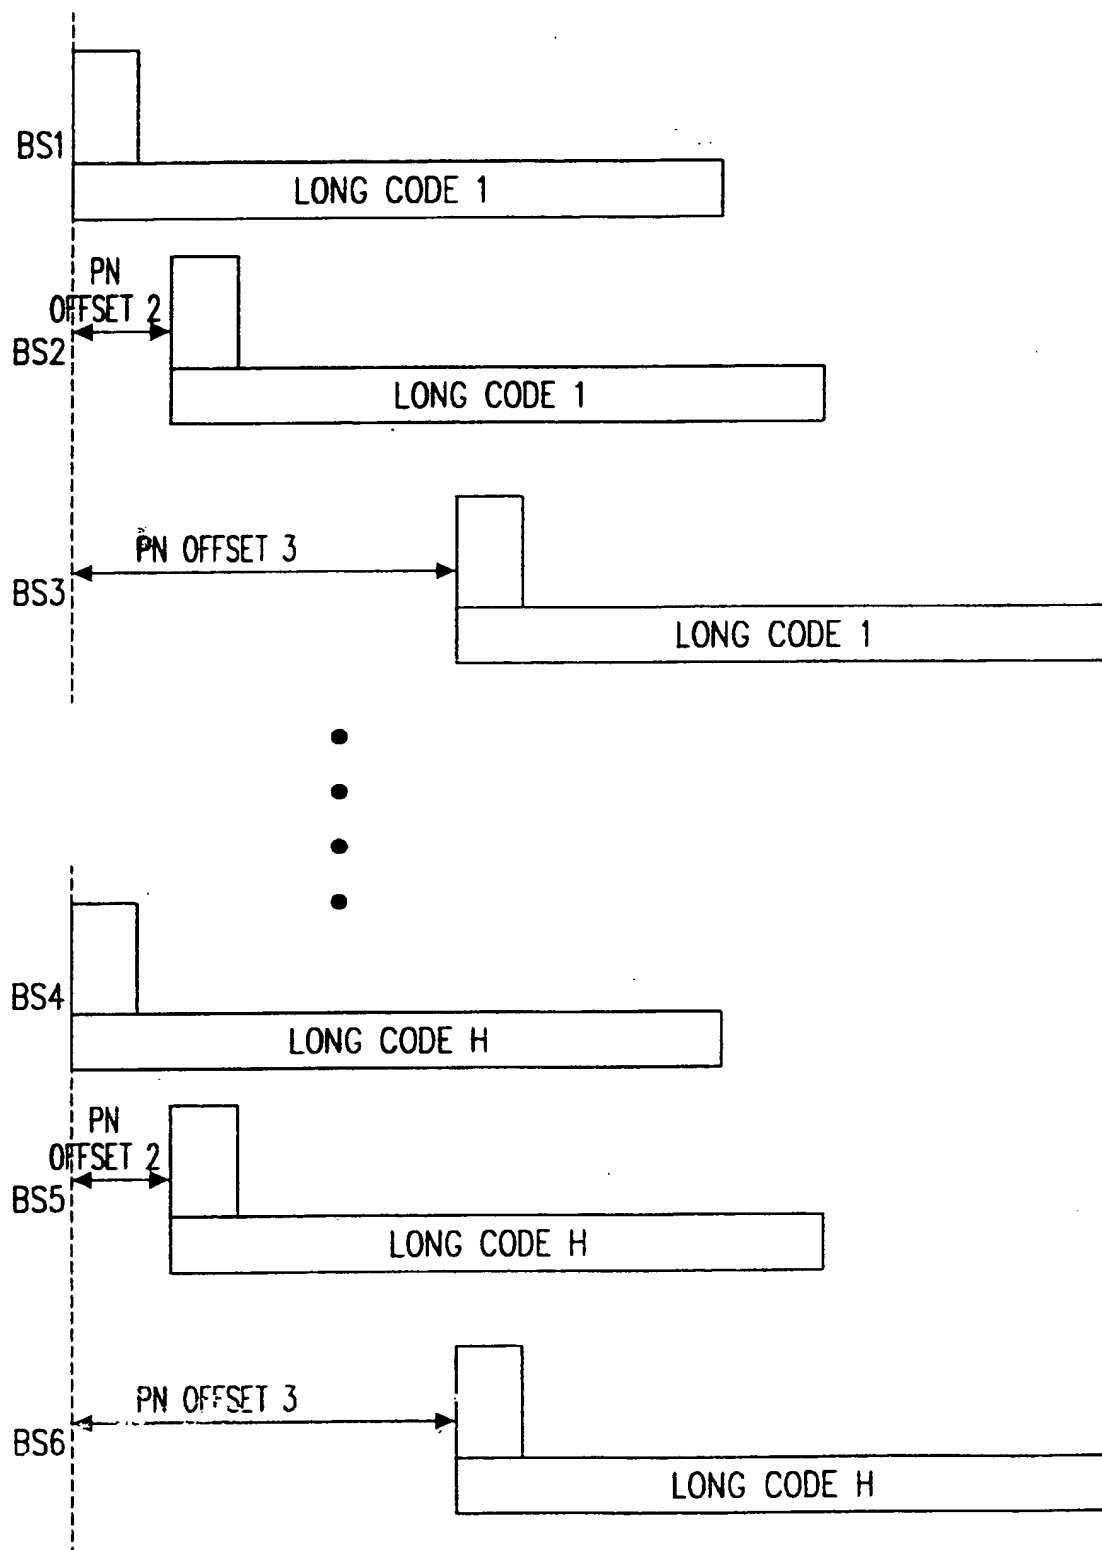 BS1
LONG CODE 1
PN
OFFSET 2
BS2
LONG CODE 1
PN OFFSET 3
BS3
LONG CODE 1
BS4
LONG CODE H
PN
OFFSET 2
BS5
LONG CODE H
PN OFFSET 3
BS6
LONG CODE H